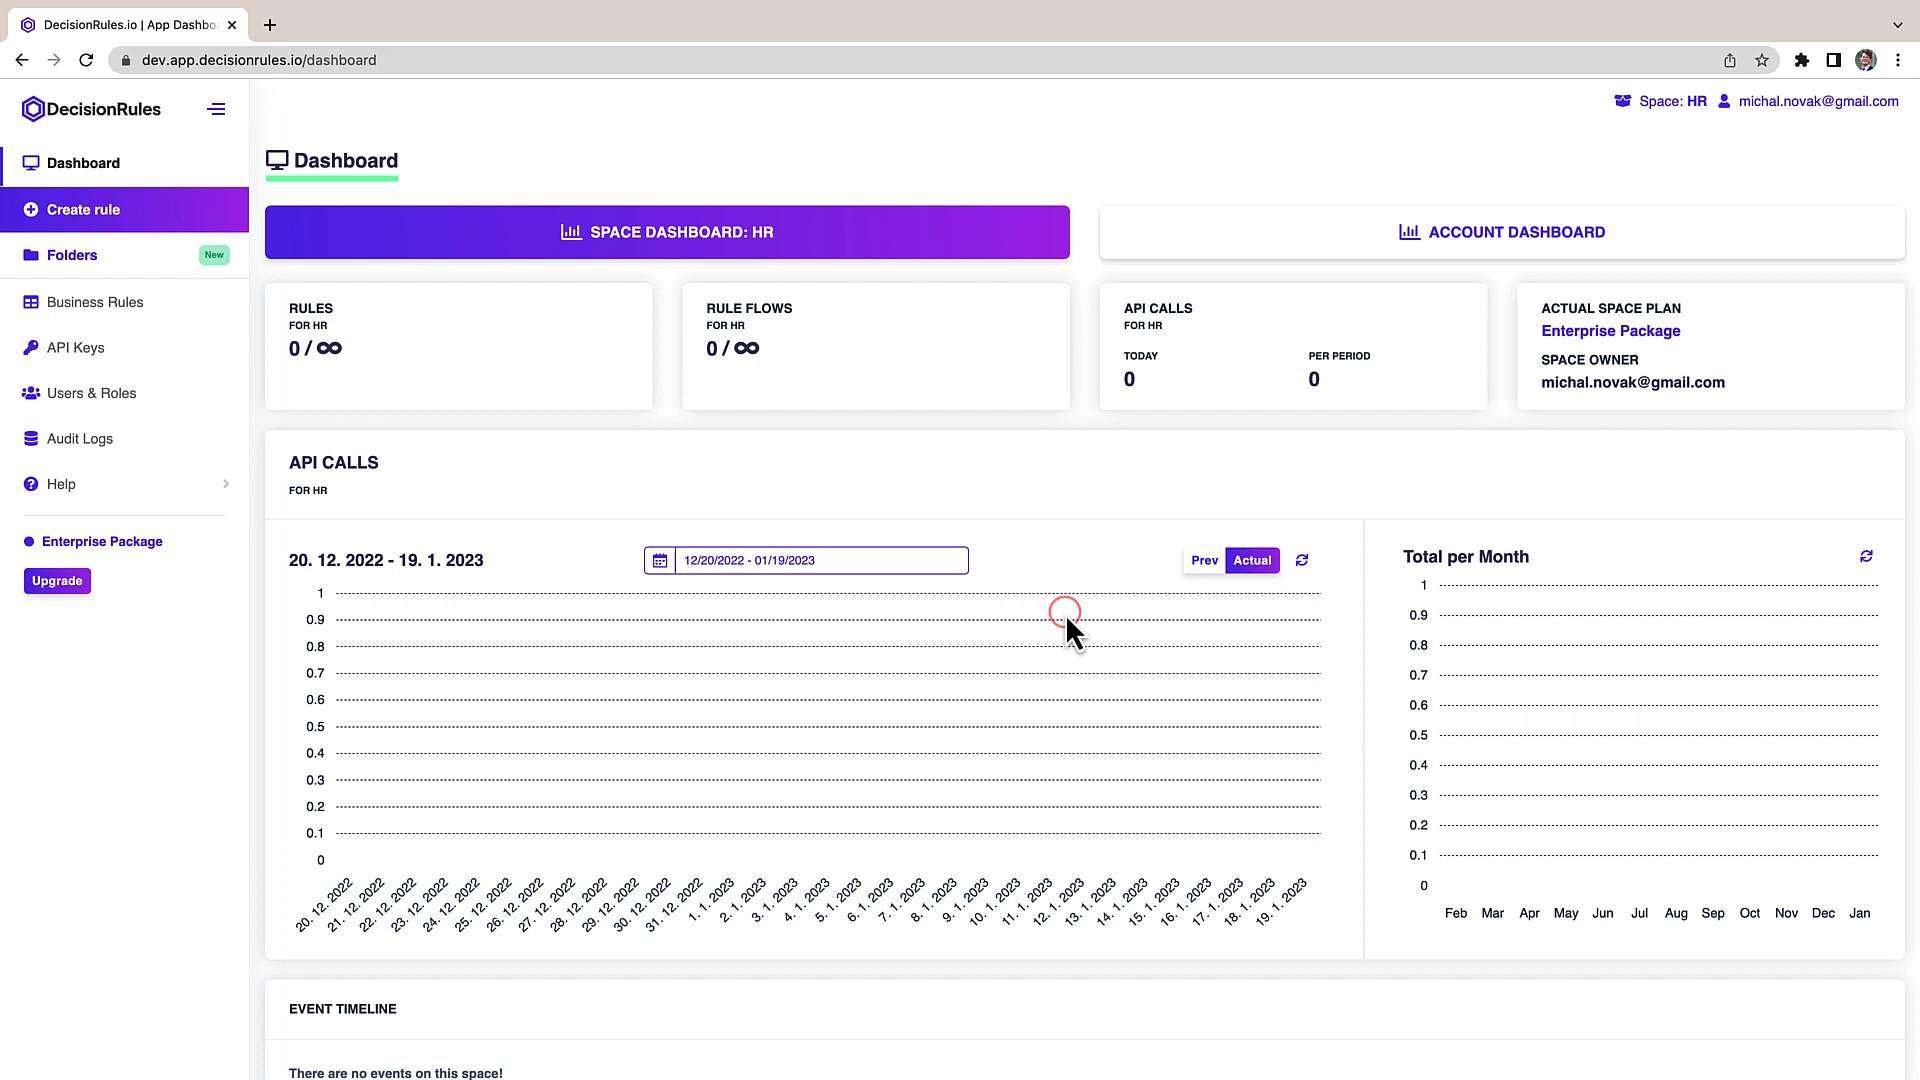 DecisionRules.io | App Dashbo
dev.app.decisionrules.io/dashboard
DecisionRules
Space: HR
michal.novak@gmail.com
Dashboard
Create rule
Folders
New
Business Rules
API Keys
Users & Roles
Audit Logs
Help
Enterprise Package
Upgrade
Dashboard
SPACE DASHBOARD: HR
ACCOUNT DASHBOARD
RULES
FOR HR
0 / ∞
RULE FLOWS
FOR HR
0 / ∞
API CALLS
FOR HR
TODAY
PER PERIOD
0
0
ACTUAL SPACE PLAN
Enterprise Package
SPACE OWNER
michal.novak@gmail.com
API CALLS
FOR HR
20. 12. 2022 - 19. 1. 2023
12/20/2022 - 01/19/2023
Prev
Actual
1
0.9
0.8
0.7
0.6
0.5
0.4
0.3
0.2
0.1
0
20. 12. 2022
21. 12. 2022
22. 12. 2022
23. 12. 2022
24. 12. 2022
25. 12. 2022
26. 12. 2022
27. 12. 2022
28. 12. 2022
29. 12. 2022
30. 12. 2022
31. 12. 2022
1. 1. 2023
2. 1. 2023
3. 1. 2023
4. 1. 2023
5. 1. 2023
6. 1. 2023
7. 1. 2023
8. 1. 2023
9. 1. 2023
10. 1. 2023
11. 1. 2023
12. 1. 2023
13. 1. 2023
14. 1. 2023
15. 1. 2023
16. 1. 2023
17. 1. 2023
18. 1. 2023
19. 1. 2023
Total per Month
1
0.9
0.8
0.7
0.6
0.5
0.4
0.3
0.2
0.1
0
Feb Mar Apr May Jun Jul Aug Sep Oct Nov Dec Jan
EVENT TIMELINE
There are no events on this space!